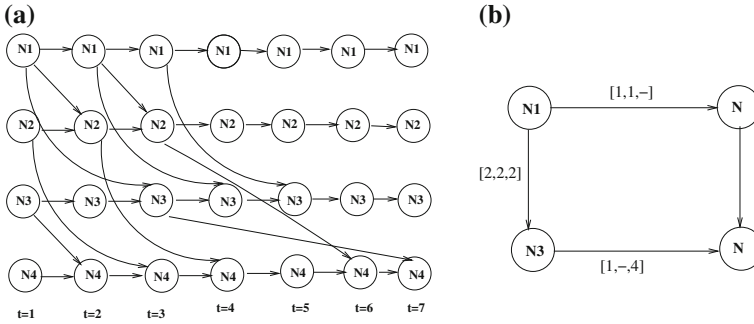 (a)
N1 N1 N1 N1 N1 N1 N1
N2 N2 N2 N2 N2 N2 N2
N3 N3 N3 N3 N3 N3 N3
N4 N4 N4 N4 N4 N4 N4
t=1 t=2 t=3 t=4 t=5 t=6 t=7
(b)
N1 [1,1,−] N
[2,2,2]
N3 [1,−,4] N